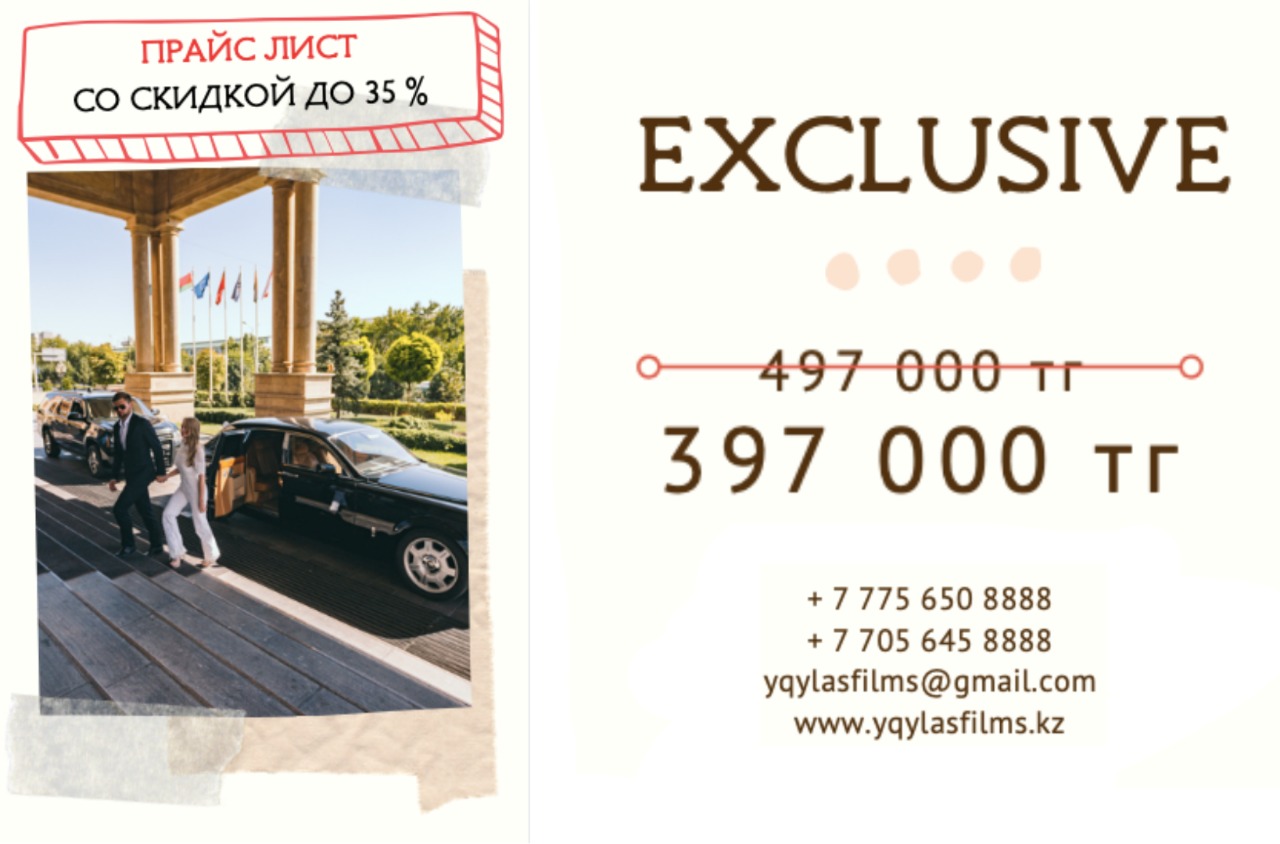 ПРАЙС ЛИСТ
СО СКИДКОЙ ДО 35 %
EXCLUSIVE
497 000 тг
397 000 тг
+ 7 775 650 8888
+ 7 705 645 8888
yqylasfilms@gmail.com
www.yqylasfilms.kz